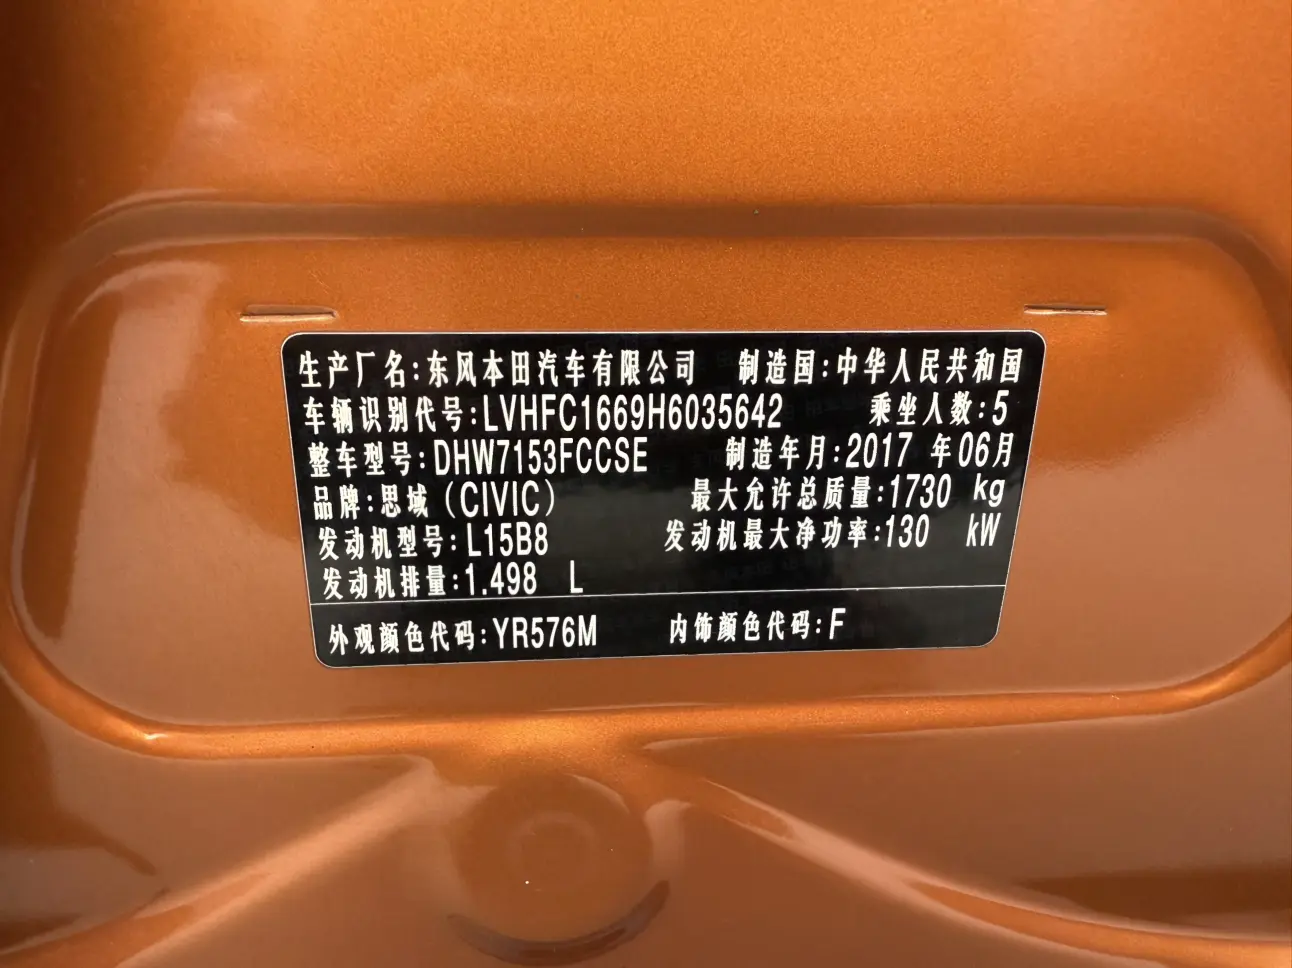 生产厂名:东风本田汽车有限公司 制造国:中华人民共和国
车辆识别代号:LVHFC1669H6035642 乘坐人数:5
整车型号:DHW7153FCCSE 制造年月:2017 年06月
品牌:思域（CIVIC） 最大允许总质量:1730 kg
发动机型号:L15B8 发动机最大净功率:130 kW
发动机排量:1.498 L
外观颜色代码:YR576M 内饰颜色代码:F